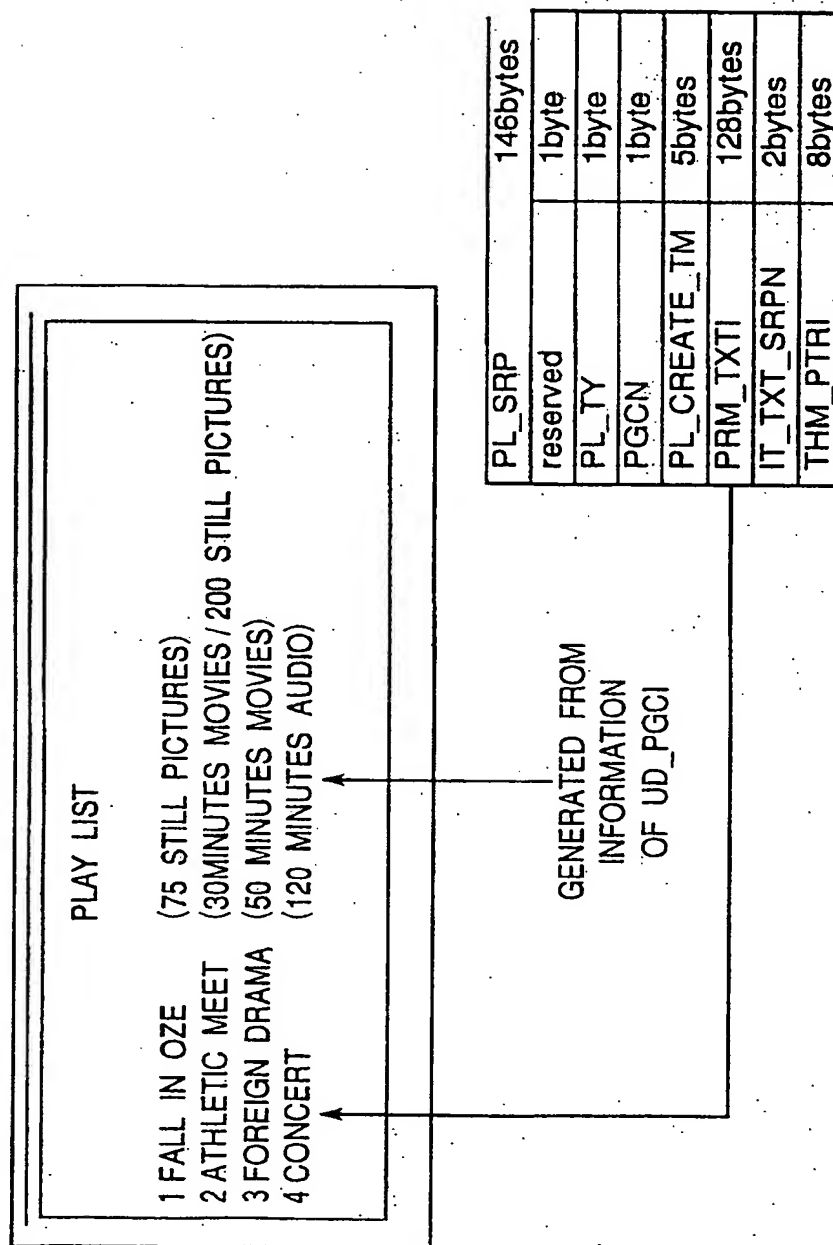 PLAY LIST
1 FALL IN OZE (75 STILL PICTURES)
2 ATHLETIC MEET (30MINUTES MOVIES / 200 STILL PICTURES)
3 FOREIGN DRAMA (50 MINUTES MOVIES)
4 CONCERT (120 MINUTES AUDIO)
GENERATED FROM
INFORMATION
OF UD_PGCI
PL_SRP 146bytes
reserved 1byte
PL_TY 1byte
PGCN 1byte
PL_CREATE_TM 5bytes
PRM_TXTI 128bytes
IT_TXT_SRPN 2bytes
THM_PTRI 8bytes